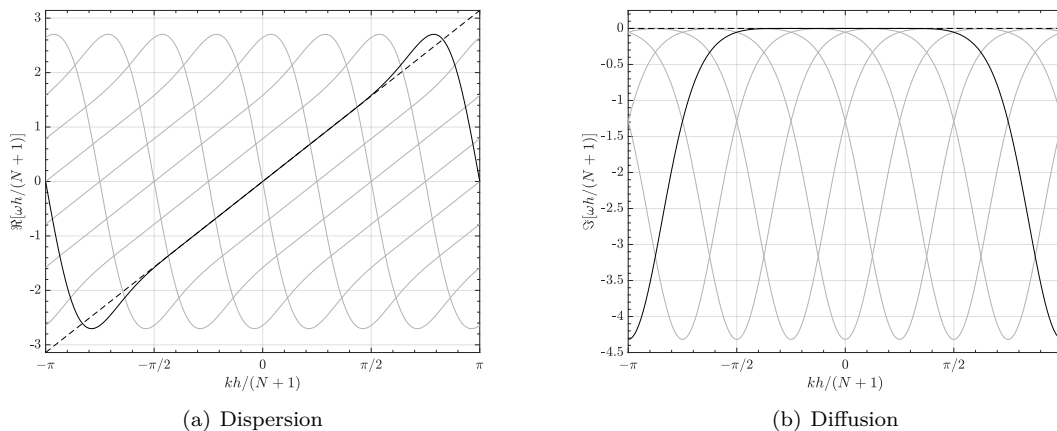 3
2
1
0
-1
-2
-3
ℜ[ωh/(N + 1)]
−π
−π/2
0
π/2
π
kh/(N + 1)
(a) Dispersion
0
-0.5
-1
-1.5
-2
-2.5
-3
-3.5
-4
-4.5
ℑ[ωh/(N + 1)]
−π
−π/2
0
π/2
kh/(N + 1)
(b) Diffusion